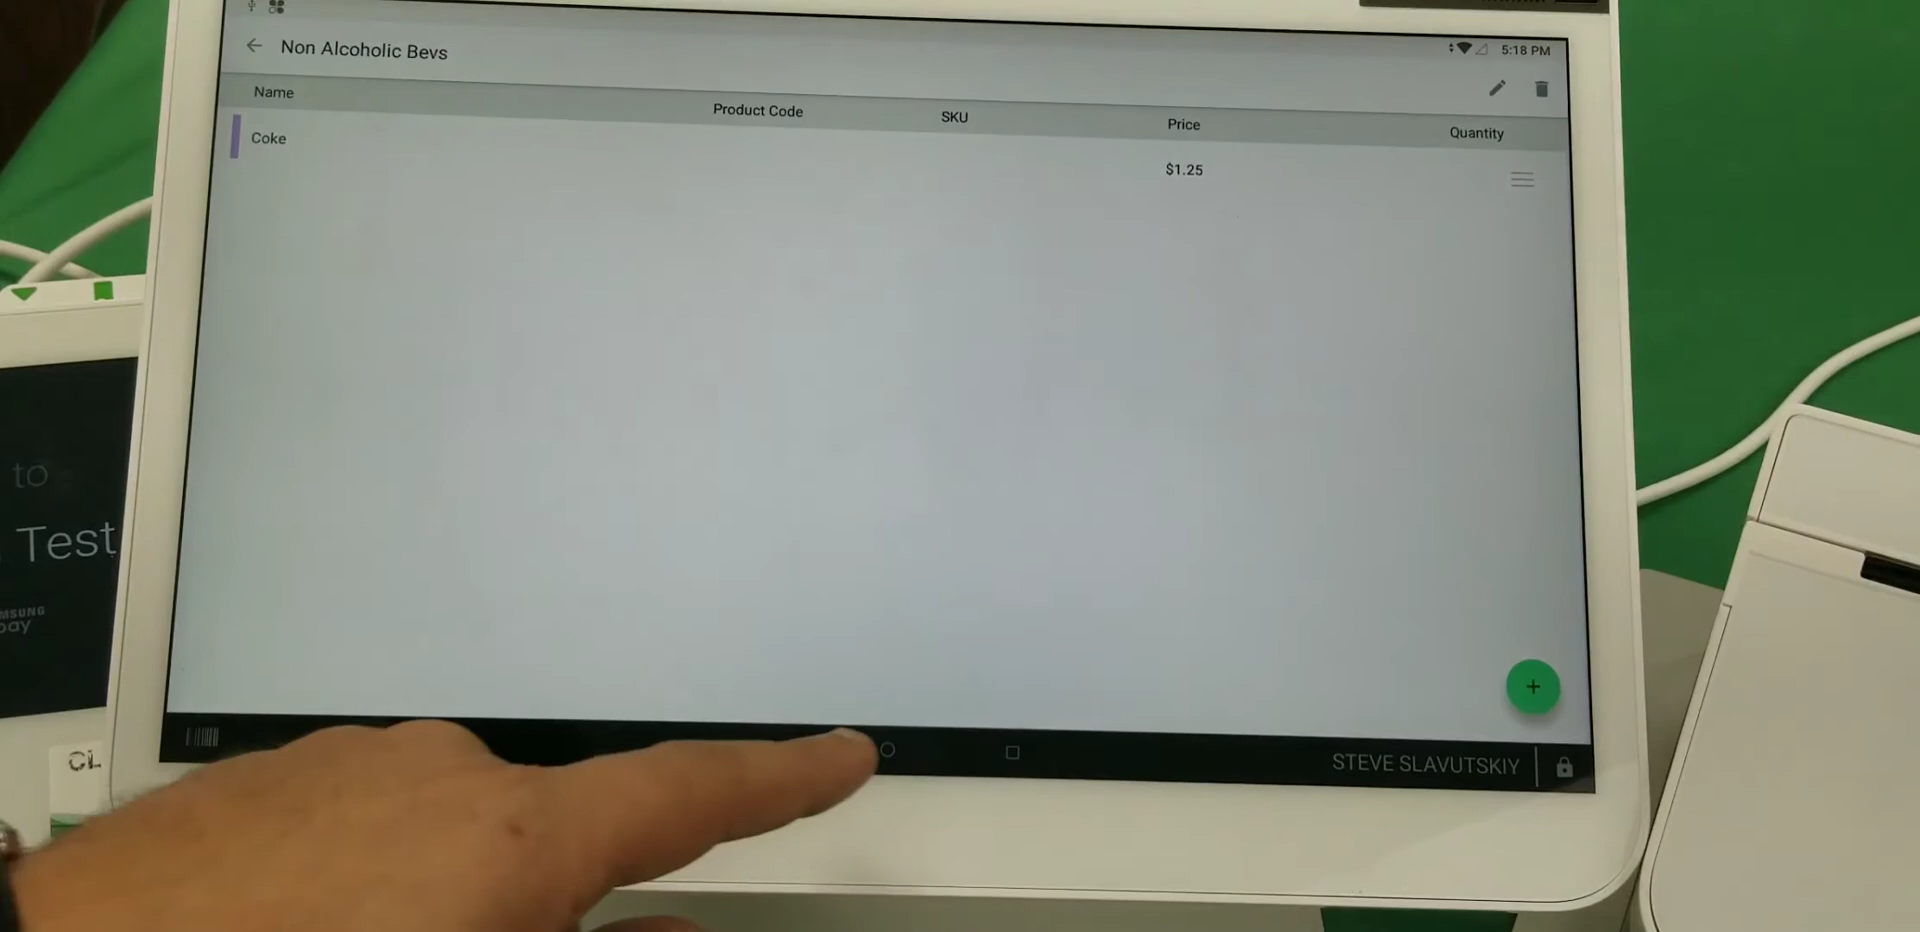 Non Alcoholic Bevs
5:18 PM
Name Product Code SKU Price Quantity
Coke $1.25
to
Test
MSUNG
pay
CL
STEVE SLAVUTSKIY